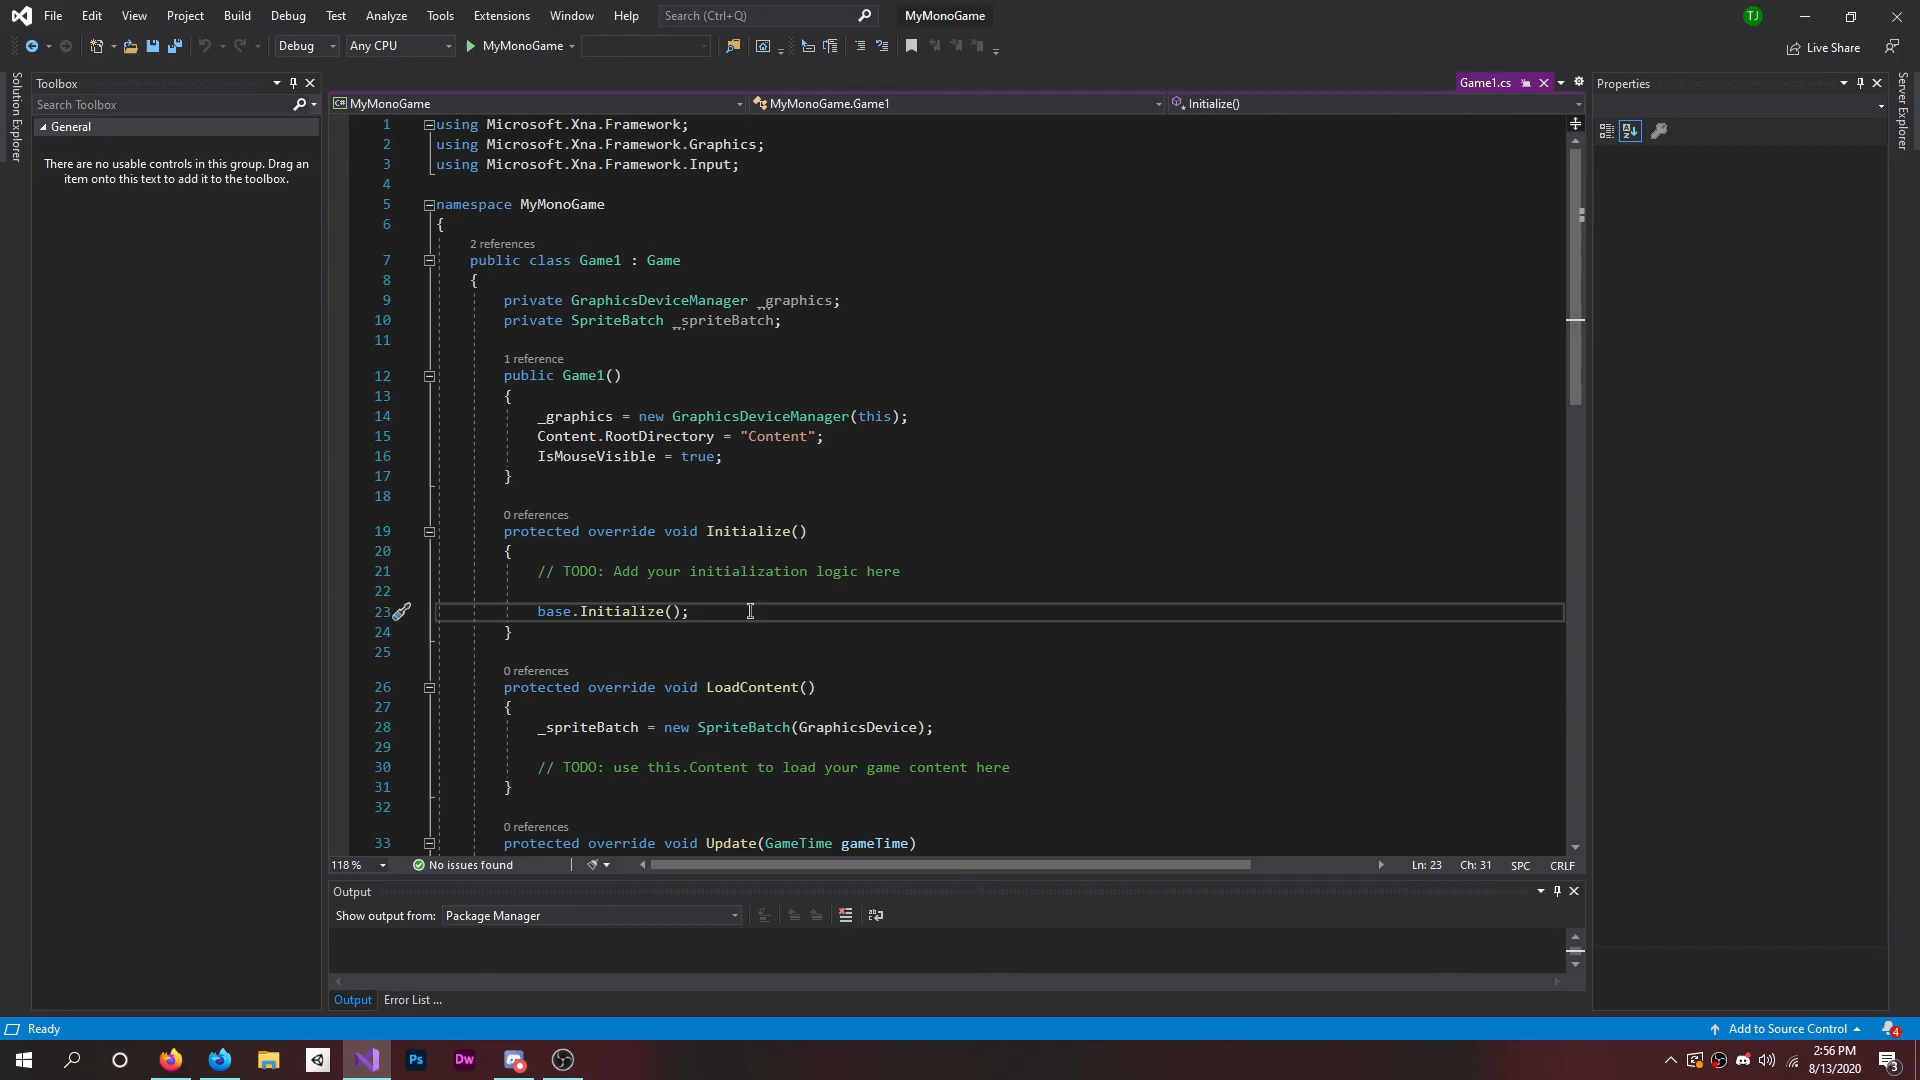 File Edit View Project Build Debug Test Analyze Tools Extensions Window Help Search (Ctrl+Q) MyMonoGame TJ
Debug Any CPU MyMonoGame Live Share
Solution Explorer
Toolbox
Search Toolbox
General
There are no usable controls in this group. Drag an
item onto this text to add it to the toolbox.
Game1.cs
MyMonoGame MyMonoGame.Game1 Initialize()
1 using Microsoft.Xna.Framework;
2 using Microsoft.Xna.Framework.Graphics;
3 using Microsoft.Xna.Framework.Input;
4
5 namespace MyMonoGame
6 {
2 references
7 public class Game1 : Game
8 {
9 private GraphicsDeviceManager _graphics;
10 private SpriteBatch _spriteBatch;
11
1 reference
12 public Game1()
13 {
14 _graphics = new GraphicsDeviceManager(this);
15 Content.RootDirectory = "Content";
16 IsMouseVisible = true;
17 }
18
0 references
19 protected override void Initialize()
20 {
21 // TODO: Add your initialization logic here
22
23 base.Initialize();
24 }
25
0 references
26 protected override void LoadContent()
27 {
28 _spriteBatch = new SpriteBatch(GraphicsDevice);
29
30 // TODO: use this.Content to load your game content here
31 }
32
0 references
33 protected override void Update(GameTime gameTime)
118 % No issues found Ln: 23 Ch: 31 SPC CRLF
Output
Show output from: Package Manager
Output Error List ...
Properties
Server Explorer
Ready Add to Source Control 4
Ps Dw 2:56 PM
8/13/2020 3